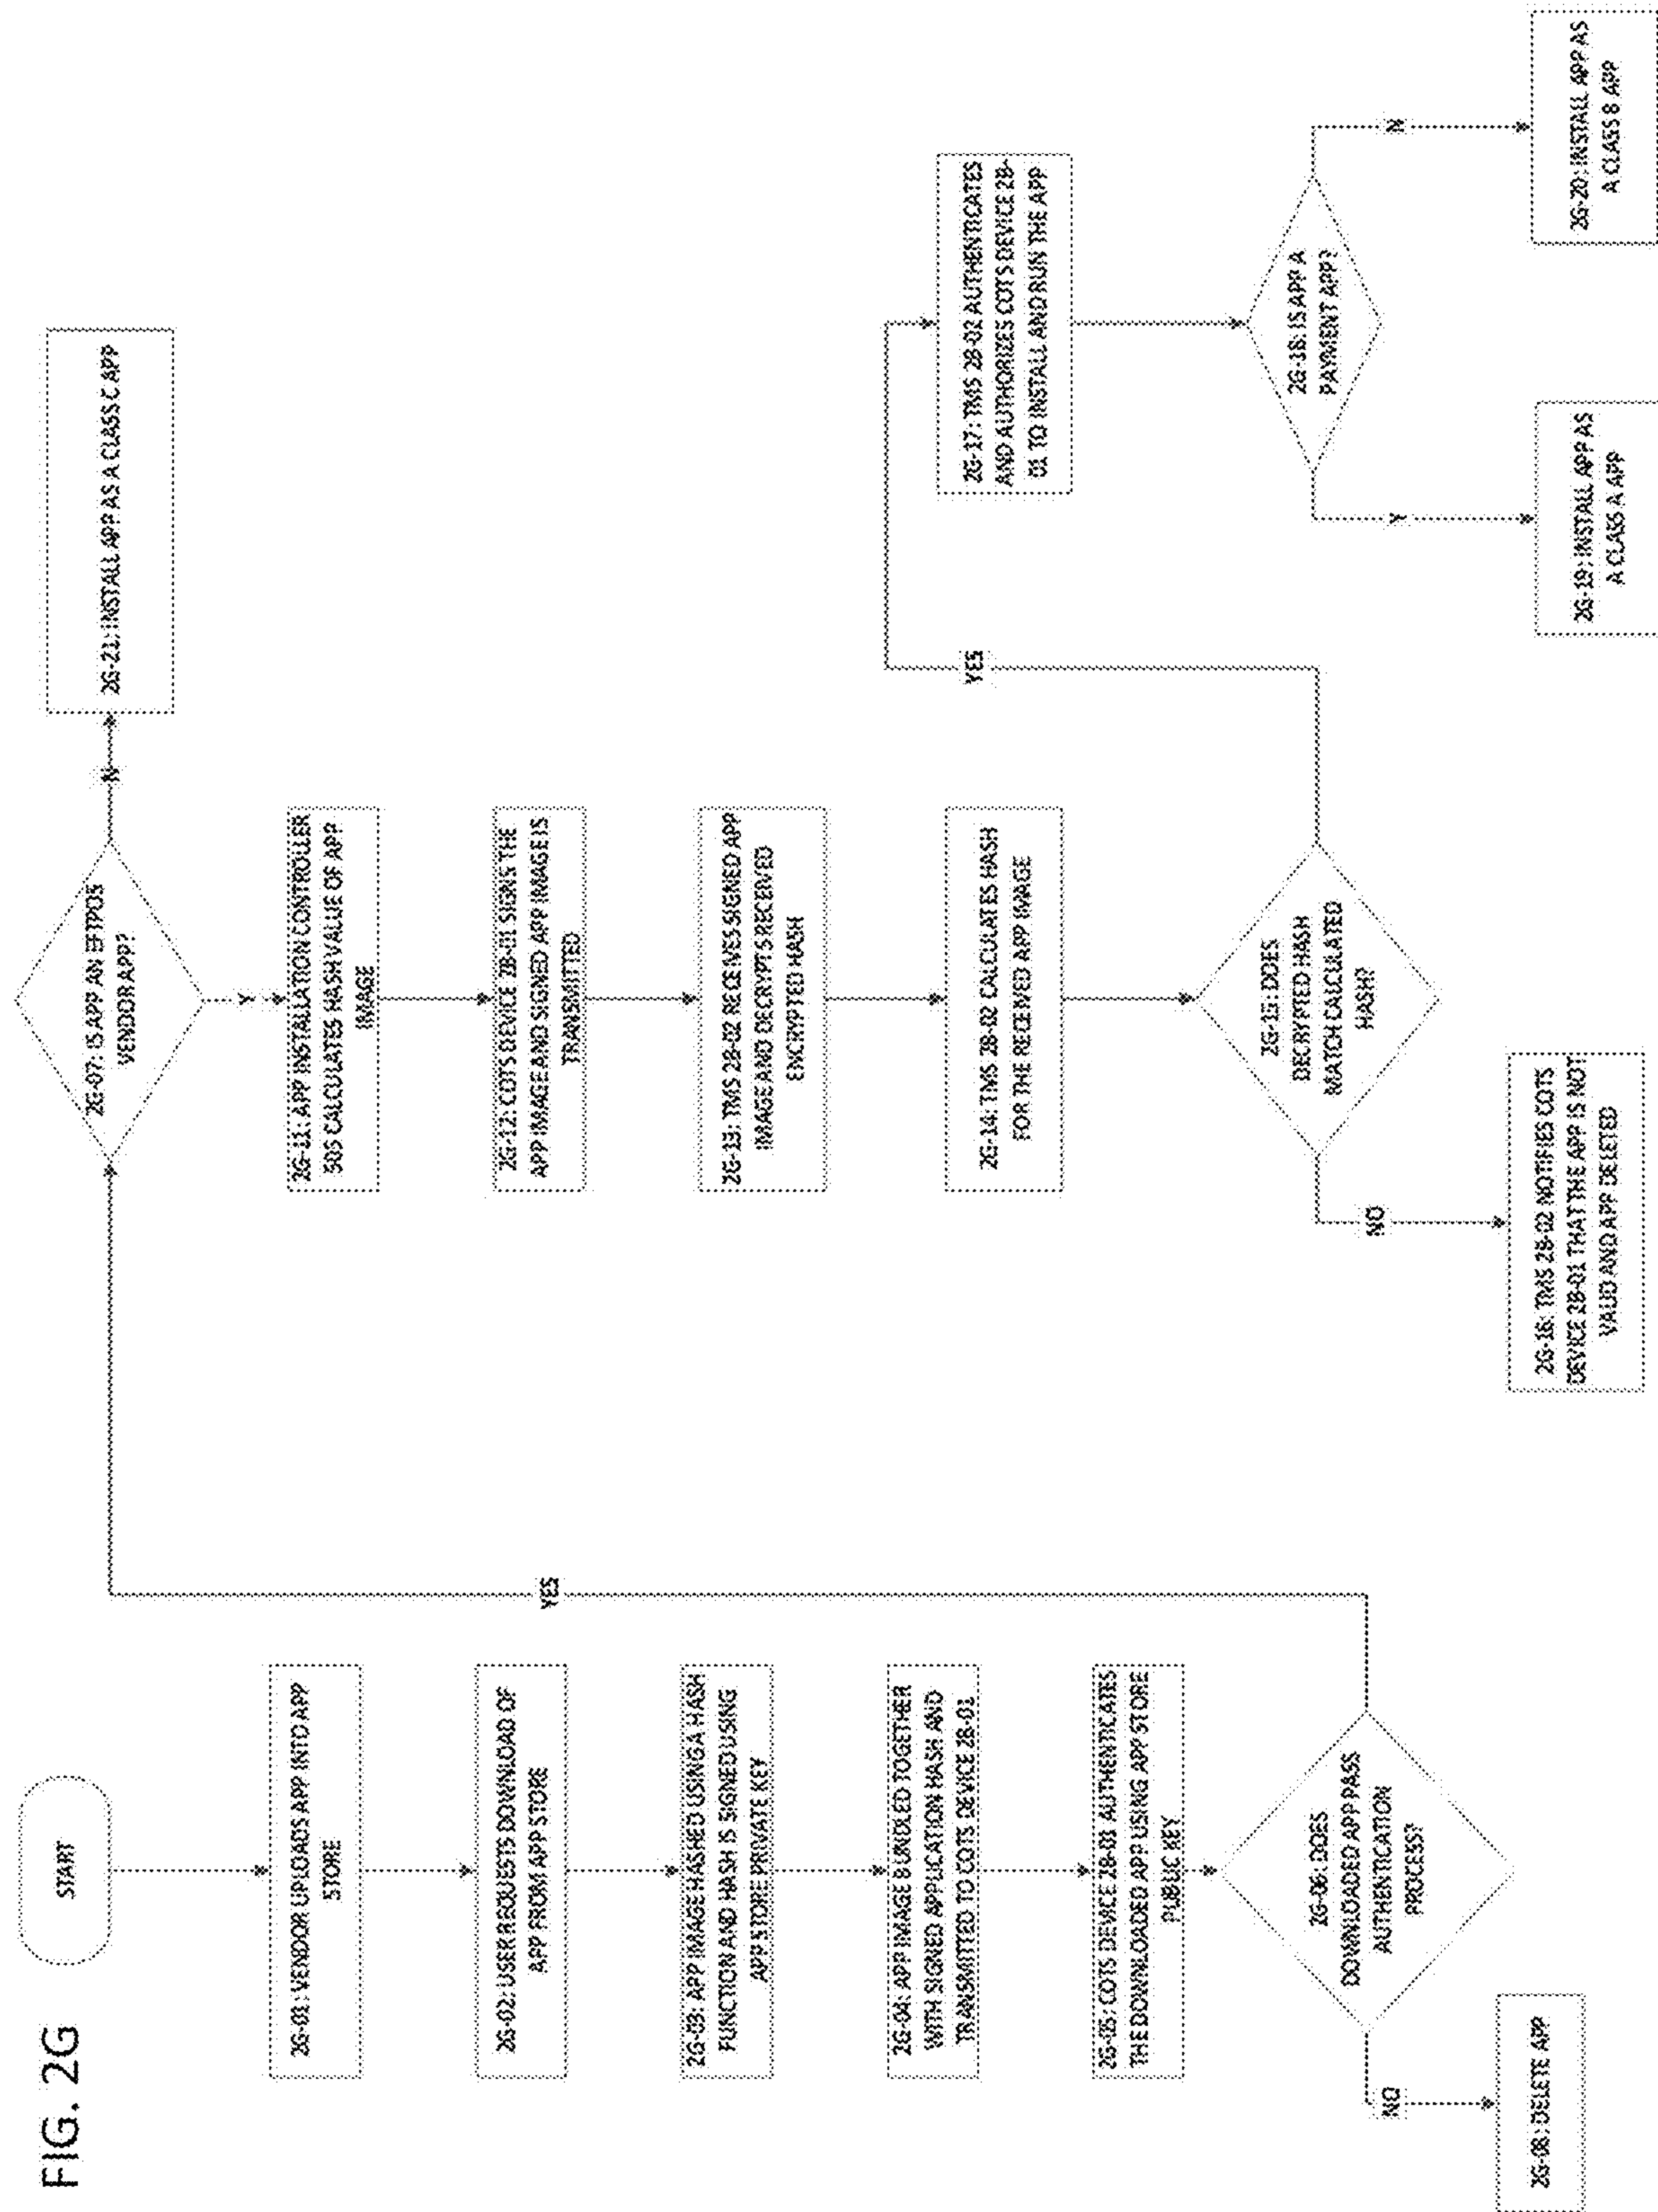 FIG. 2G
START
2G-01: VENDOR UPLOADS APP INTO APP
STORE
2G-02: USER REQUESTS DOWNLOAD OF
APP FROM APP STORE
2G-03: APP IMAGE HASHED USING A HASH
FUNCTION AND HASH IS SIGNED USING
APP STORE PRIVATE KEY
2G-04: APP IMAGE BUNDLED TOGETHER
WITH SIGNED APPLICATION HASH AND
TRANSMITTED TO COTS DEVICE 2B-01
2G-05: COTS DEVICE 2B-01 AUTHENTICATES
THE DOWNLOADED APP USING APP STORE
PUBLIC KEY
2G-06: DOES
DOWNLOADED APP PASS
AUTHENTICATION
PROCESS?
NO
2G-08: DELETE APP
YES
2G-07: IS APP AN EFTPOS
VENDOR APP?
N
2G-21: INSTALL APP AS A CLASS C APP
Y
2G-11: APP INSTALLATION CONTROLLER
505 CALCULATES HASH VALUE OF APP
IMAGE
2G-12: COTS DEVICE 2B-01 SIGNS THE
APP IMAGE AND SIGNED APP IMAGE IS
TRANSMITTED
2G-13: TMS 2B-02 RECEIVES SIGNED APP
IMAGE AND DECRYPTS RECEIVED
ENCRYPTED HASH
2G-14: TMS 2B-02 CALCULATES HASH
FOR THE RECEIVED APP IMAGE
2G-15: DOES
DECRYPTED HASH
MATCH CALCULATED
HASH?
NO
2G-16: TMS 2B-02 NOTIFIES COTS
DEVICE 2B-01 THAT THE APP IS NOT
VALID AND APP DELETED
YES
2G-17: TMS 2B-02 AUTHENTICATES
AND AUTHORIZES COTS DEVICE 2B-
01 TO INSTALL AND RUN THE APP
2G-18: IS APP A
PAYMENT APP?
Y
2G-19: INSTALL APP AS
A CLASS A APP
N
2G-20: INSTALL APP AS
A CLASS B APP